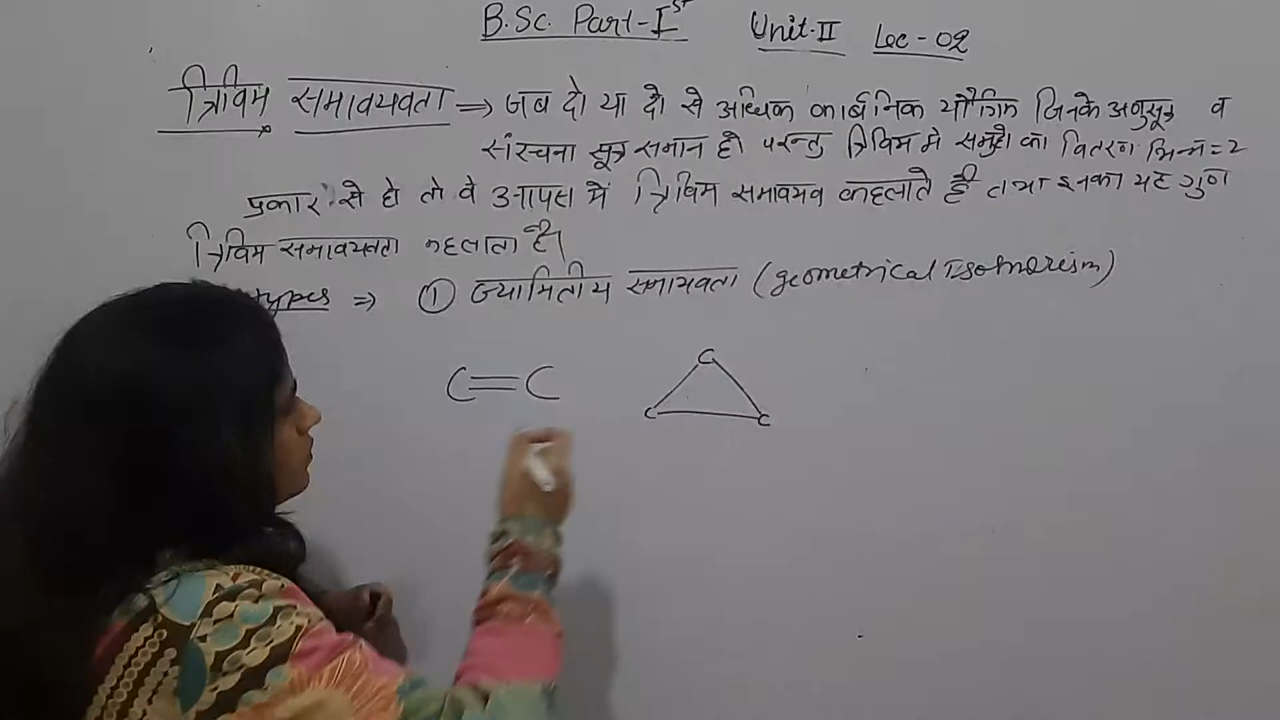 B.Sc. Part-Iˢᵗ Unit-II Lec-02
त्रिविम समावयवता ⇒ जब दो या दो से अधिक कार्बनिक यौगिक जिनके अणुसूत्र व
संरचना सूत्र समान हो परन्तु त्रिविम मे समुहो का वितरण भिन्न=2
प्रकार से हो तो वे आपस में त्रिविम समावयव कहलाते है तथा इनका यह गुण
त्रिविम समावयवता कहलाता है।
types ⇒ ① ज्यामितीय समावयवता (geometrical Isomerism)
C=C C
C C